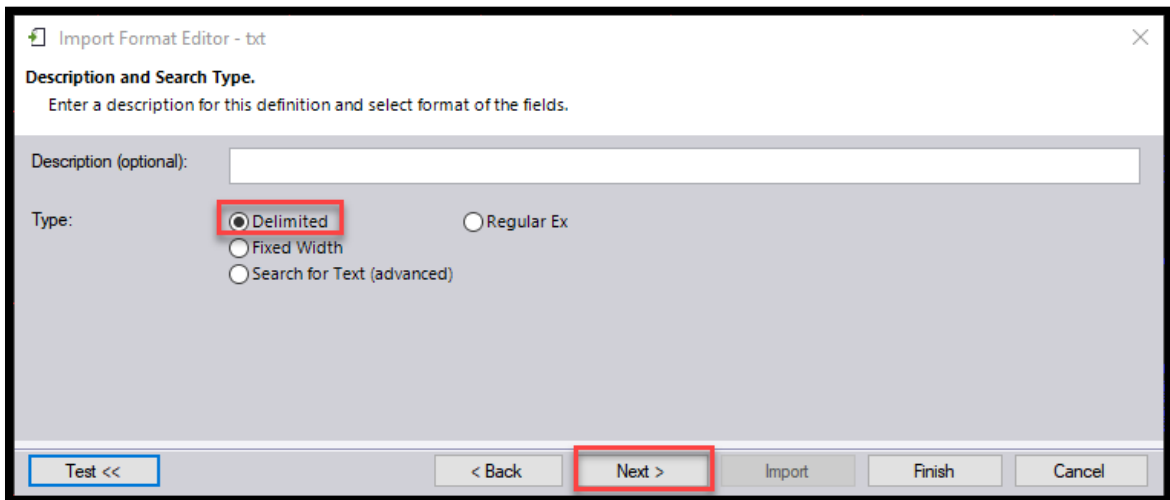 Import Format Editor - txt
Description and Search Type.
Enter a description for this definition and select format of the fields.
Description (optional):
Type:
Delimited
Regular Ex
Fixed Width
Search for Text (advanced)
Test <<
< Back
Next >
Import
Finish
Cancel